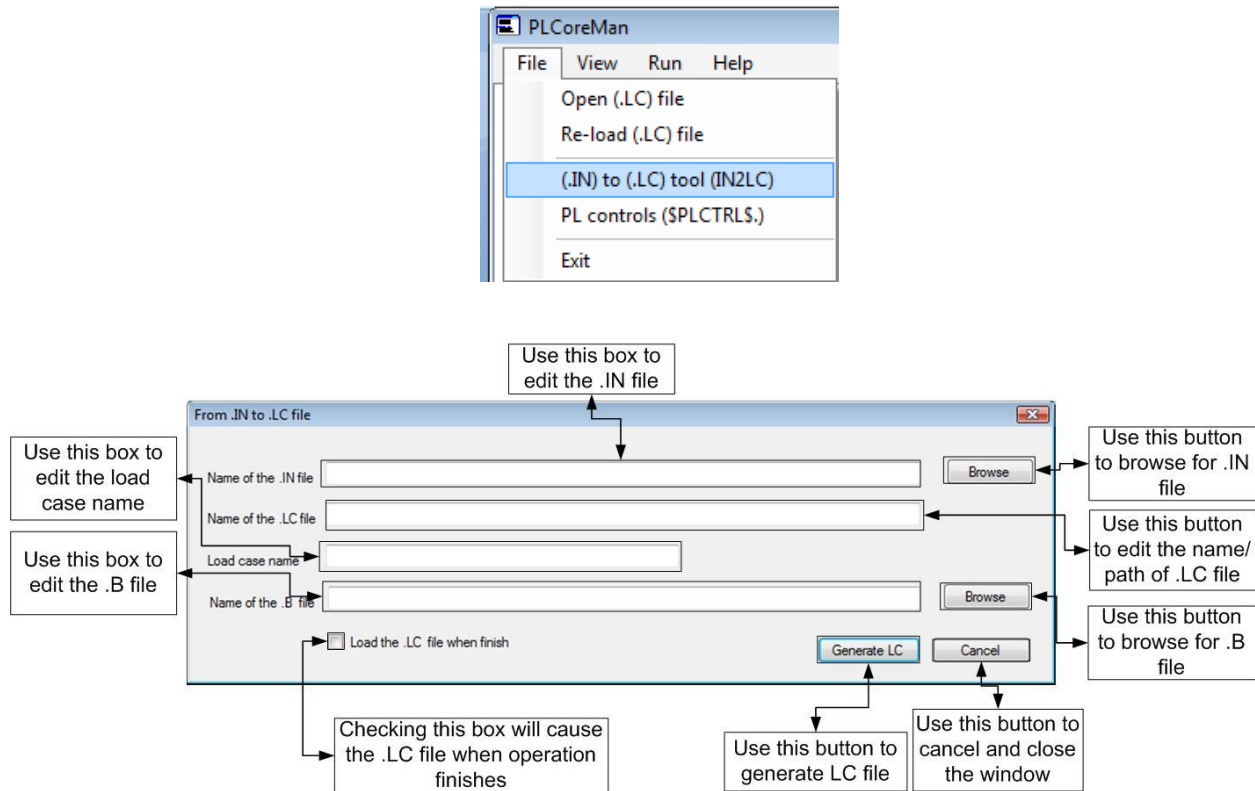 PLCoreMan
File View Run Help
Open (.LC) file
Re-load (.LC) file
(.IN) to (.LC) tool (IN2LC)
PL controls ($PLCTRL$.)
Exit
Use this box to
edit the .IN file
From .IN to .LC file
Use this box to
edit the load
case name
Name of the .IN file
Browse
Use this button
to browse for .IN
file
Name of the .LC file
Use this button
to edit the name/
path of .LC file
Load case name
Use this box to
edit the .B file
Name of the .B file
Browse
Use this button
to browse for .B
file
Load the .LC file when finish
Generate LC
Cancel
Checking this box will cause
the .LC file when operation
finishes
Use this button to
generate LC file
Use this button to
cancel and close
the window